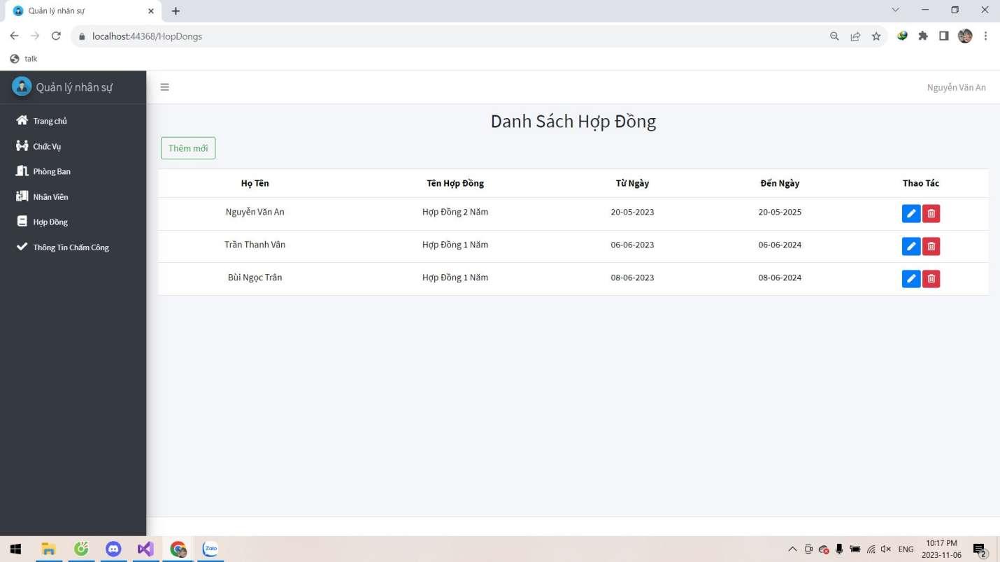 Quản lý nhân sự
localhost:44368/HopDongs
talk
Quản lý nhân sự
Nguyễn Văn An
Trang chủ
Chức Vụ
Phòng Ban
Nhân Viên
Hợp Đồng
Thông Tin Chấm Công
Danh Sách Hợp Đồng
Thêm mới
Họ Tên Tên Hợp Đồng Từ Ngày Đến Ngày Thao Tác
Nguyễn Văn An Hợp Đồng 2 Năm 20-05-2023 20-05-2025
Trần Thanh Vân Hợp Đồng 1 Năm 06-06-2023 06-06-2024
Bùi Ngọc Trân Hợp Đồng 1 Năm 08-06-2023 08-06-2024
Zalo
ENG
10:17 PM
2023-11-06
2